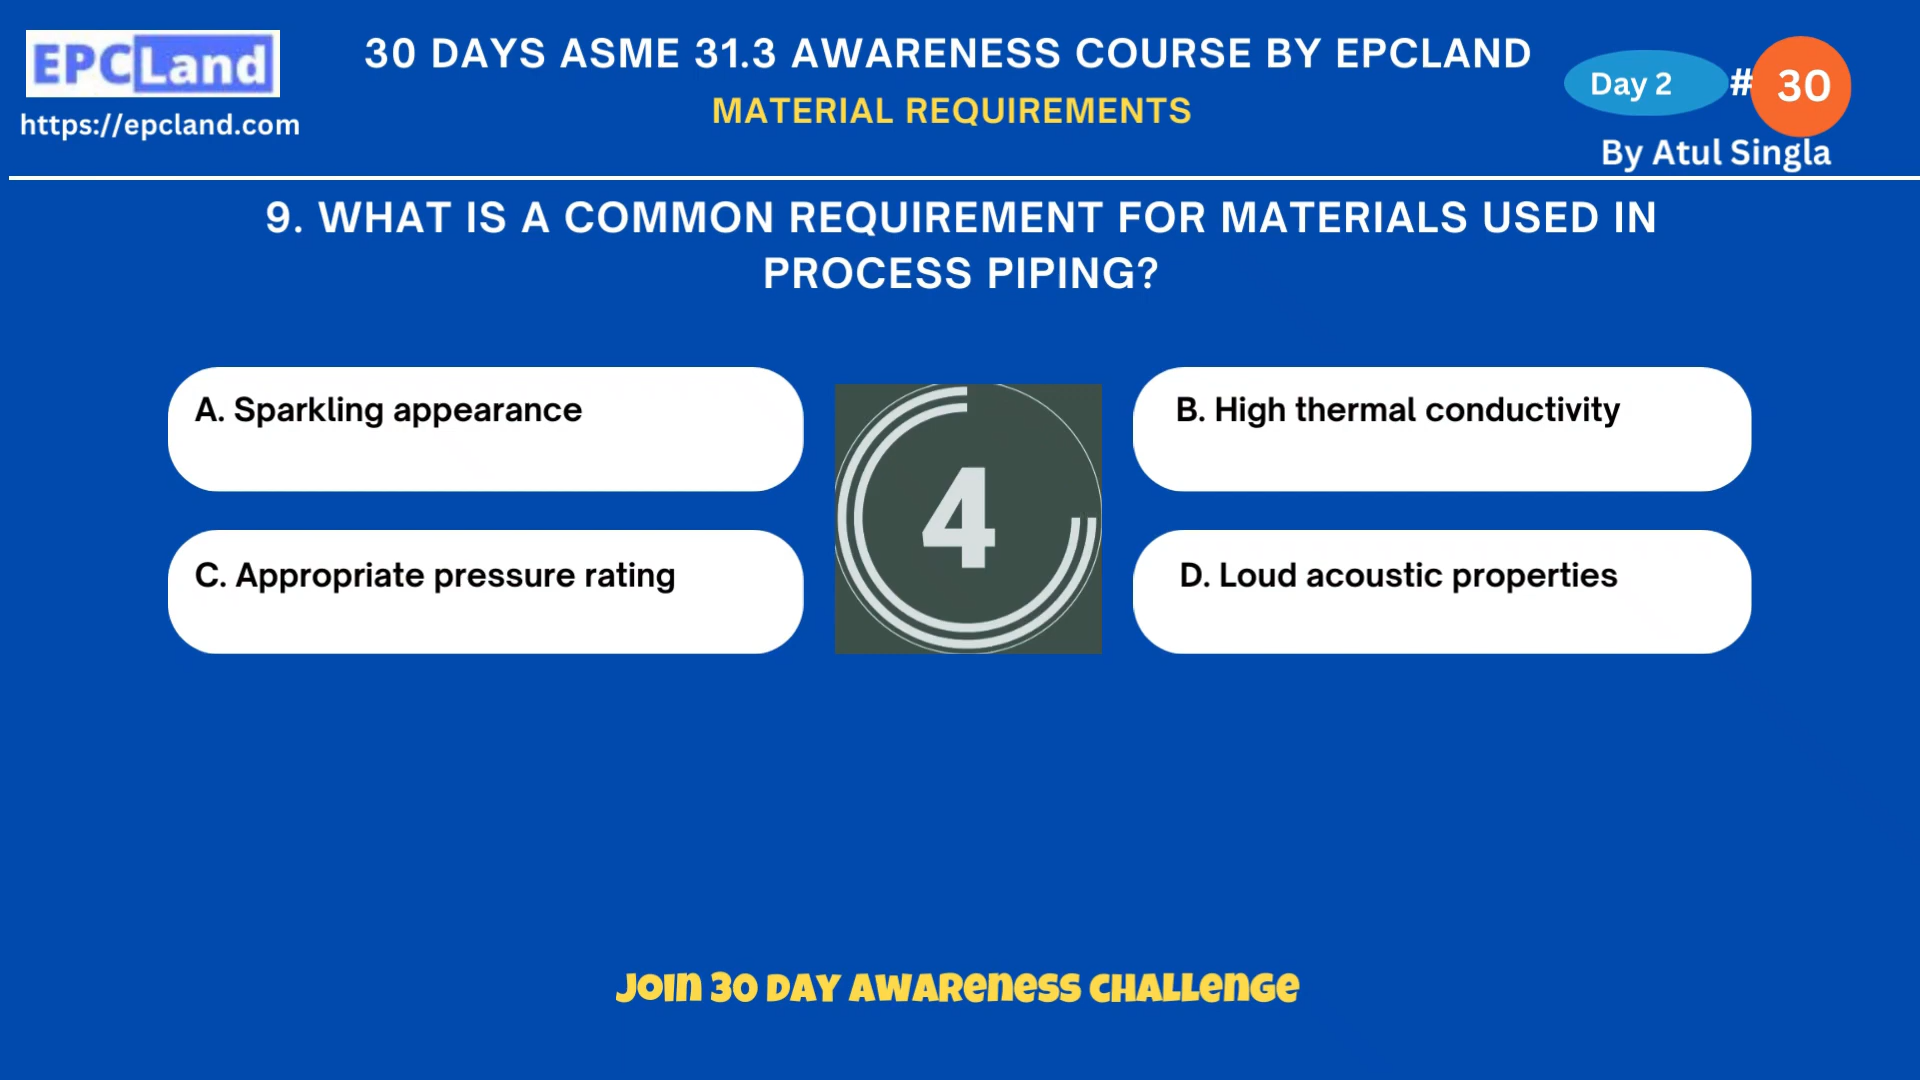 EPCLand
https://epcland.com
30 DAYS ASME 31.3 AWARENESS COURSE BY EPCLAND
MATERIAL REQUIREMENTS
Day 2 # 30
By Atul Singla
9. WHAT IS A COMMON REQUIREMENT FOR MATERIALS USED IN
PROCESS PIPING?
A. Sparkling appearance
B. High thermal conductivity
4
C. Appropriate pressure rating
D. Loud acoustic properties
Join 30 Day Awareness Challenge